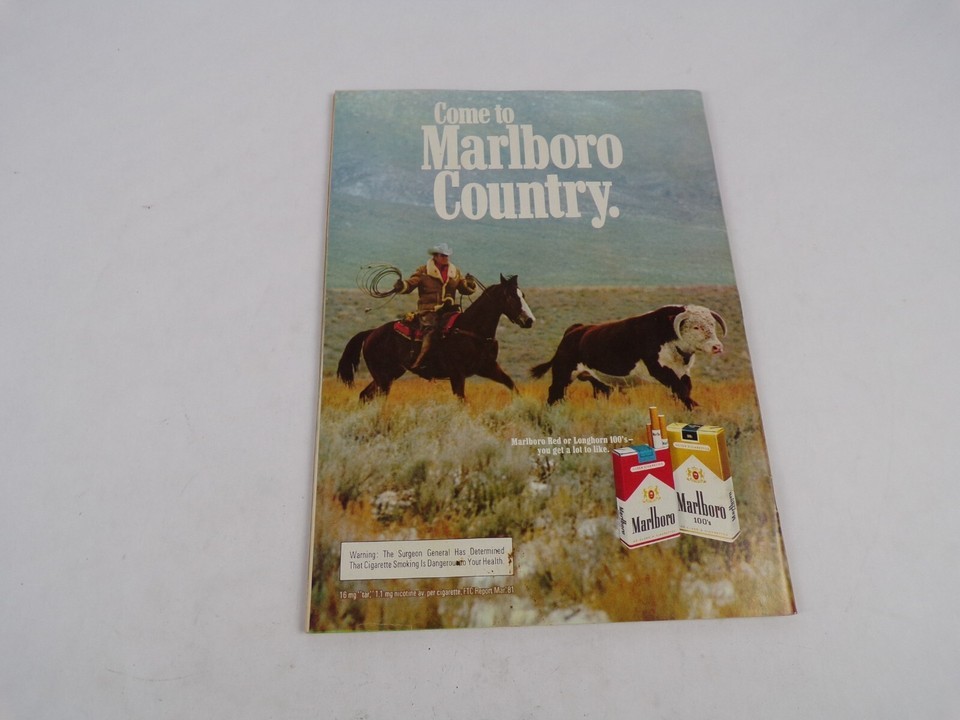 Come to
Marlboro
Country.
Marlboro Red or Longhorn 100's–
you get a lot to like.
Marlboro
Marlboro
Marlboro
100's
Marlboro
Warning: The Surgeon General Has Determined
That Cigarette Smoking Is Dangerous to Your Health.
16 mg "tar," 1.1 mg nicotine av. per cigarette, FTC Report Mar. 81